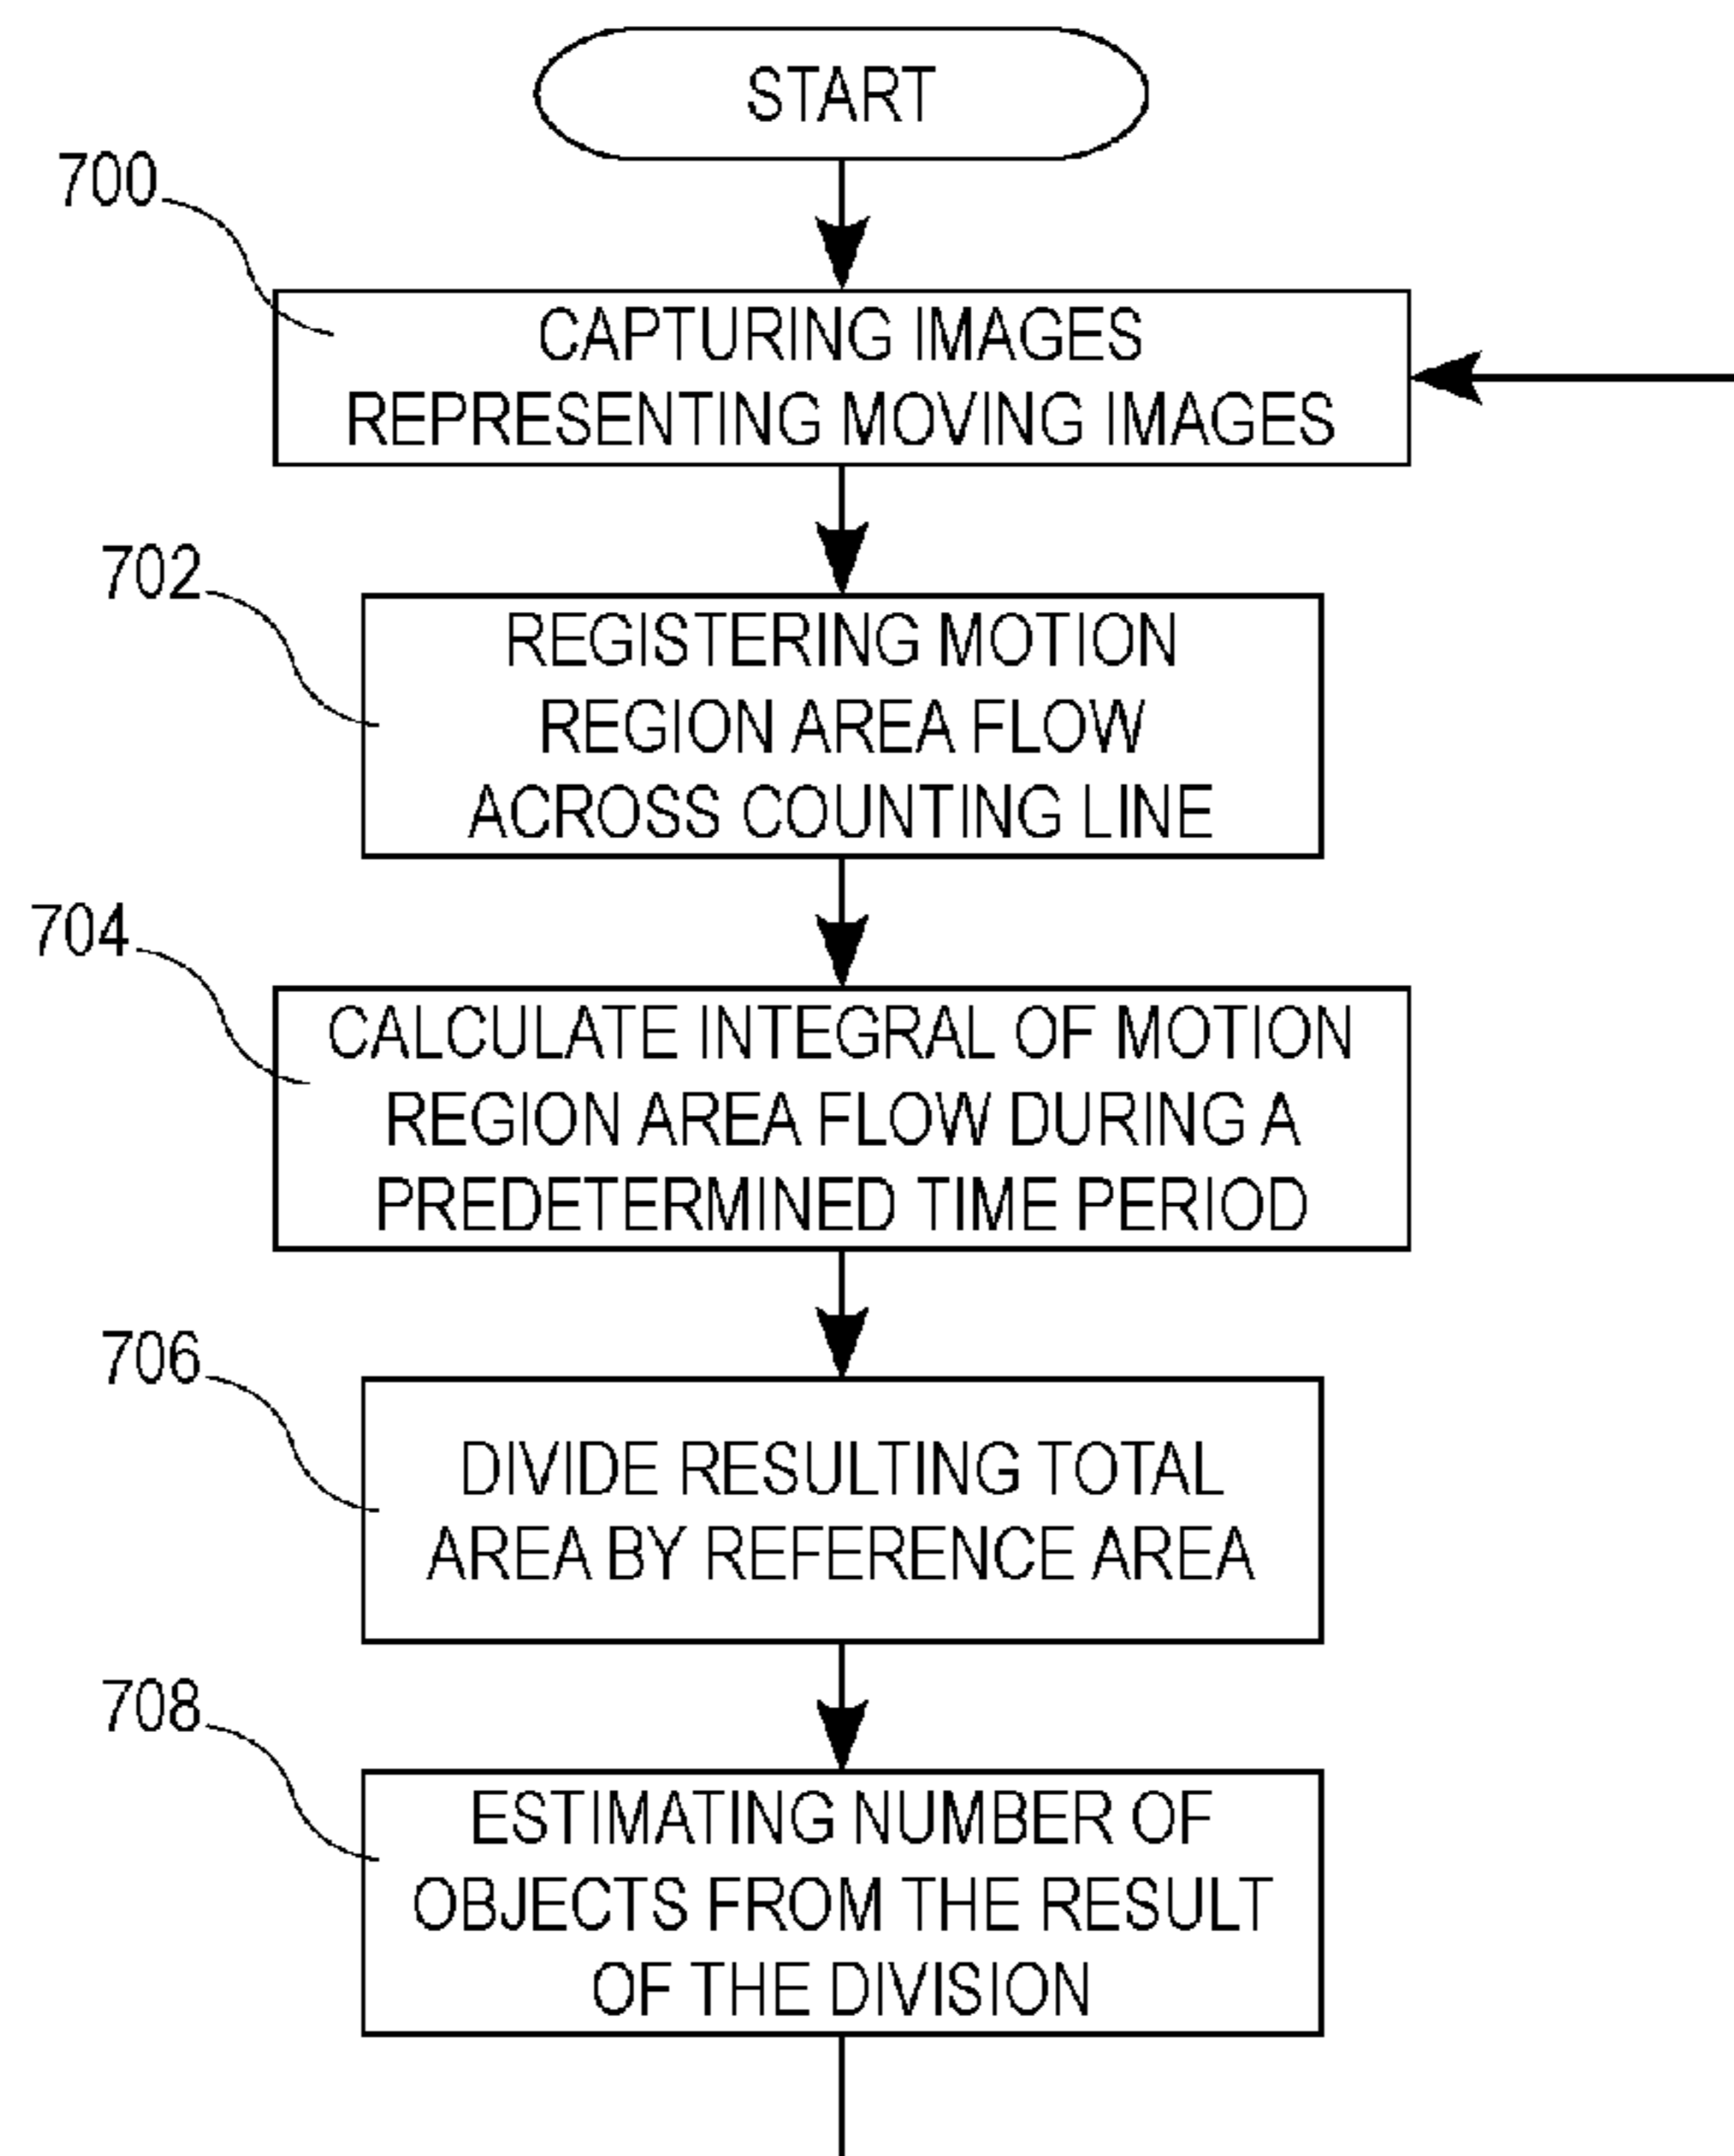 START
700
CAPTURING IMAGES
REPRESENTING MOVING IMAGES
702
REGISTERING MOTION
REGION AREA FLOW
ACROSS COUNTING LINE
704
CALCULATE INTEGRAL OF MOTION
REGION AREA FLOW DURING A
PREDETERMINED TIME PERIOD
706
DIVIDE RESULTING TOTAL
AREA BY REFERENCE AREA
708
ESTIMATING NUMBER OF
OBJECTS FROM THE RESULT
OF THE DIVISION